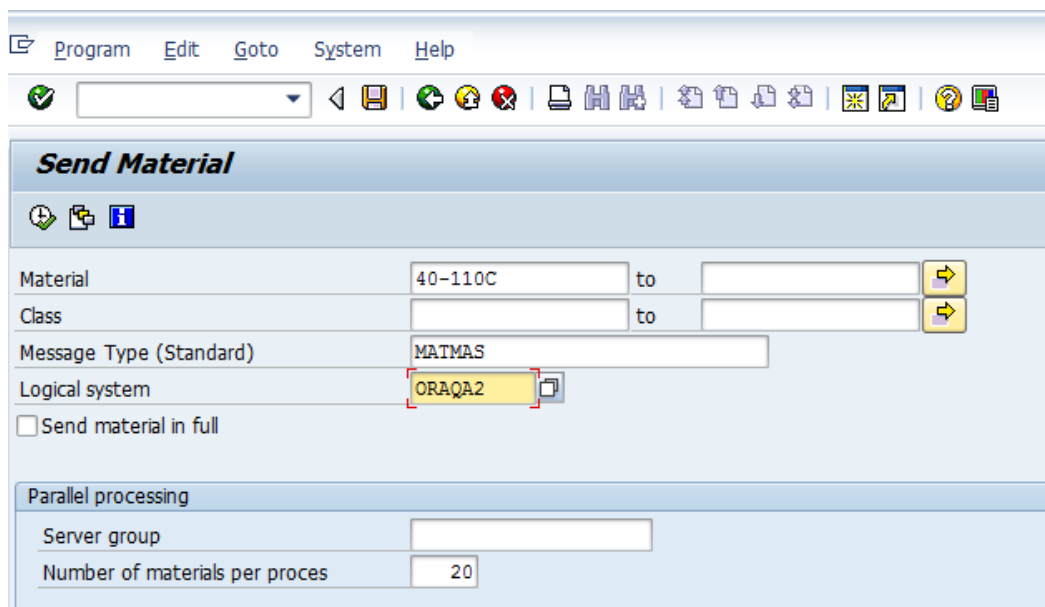 Program Edit Goto System Help
Send Material
Material 40-110C to
Class to
Message Type (Standard) MATMAS
Logical system ORAQA2
Send material in full
Parallel processing
Server group
Number of materials per proces 20